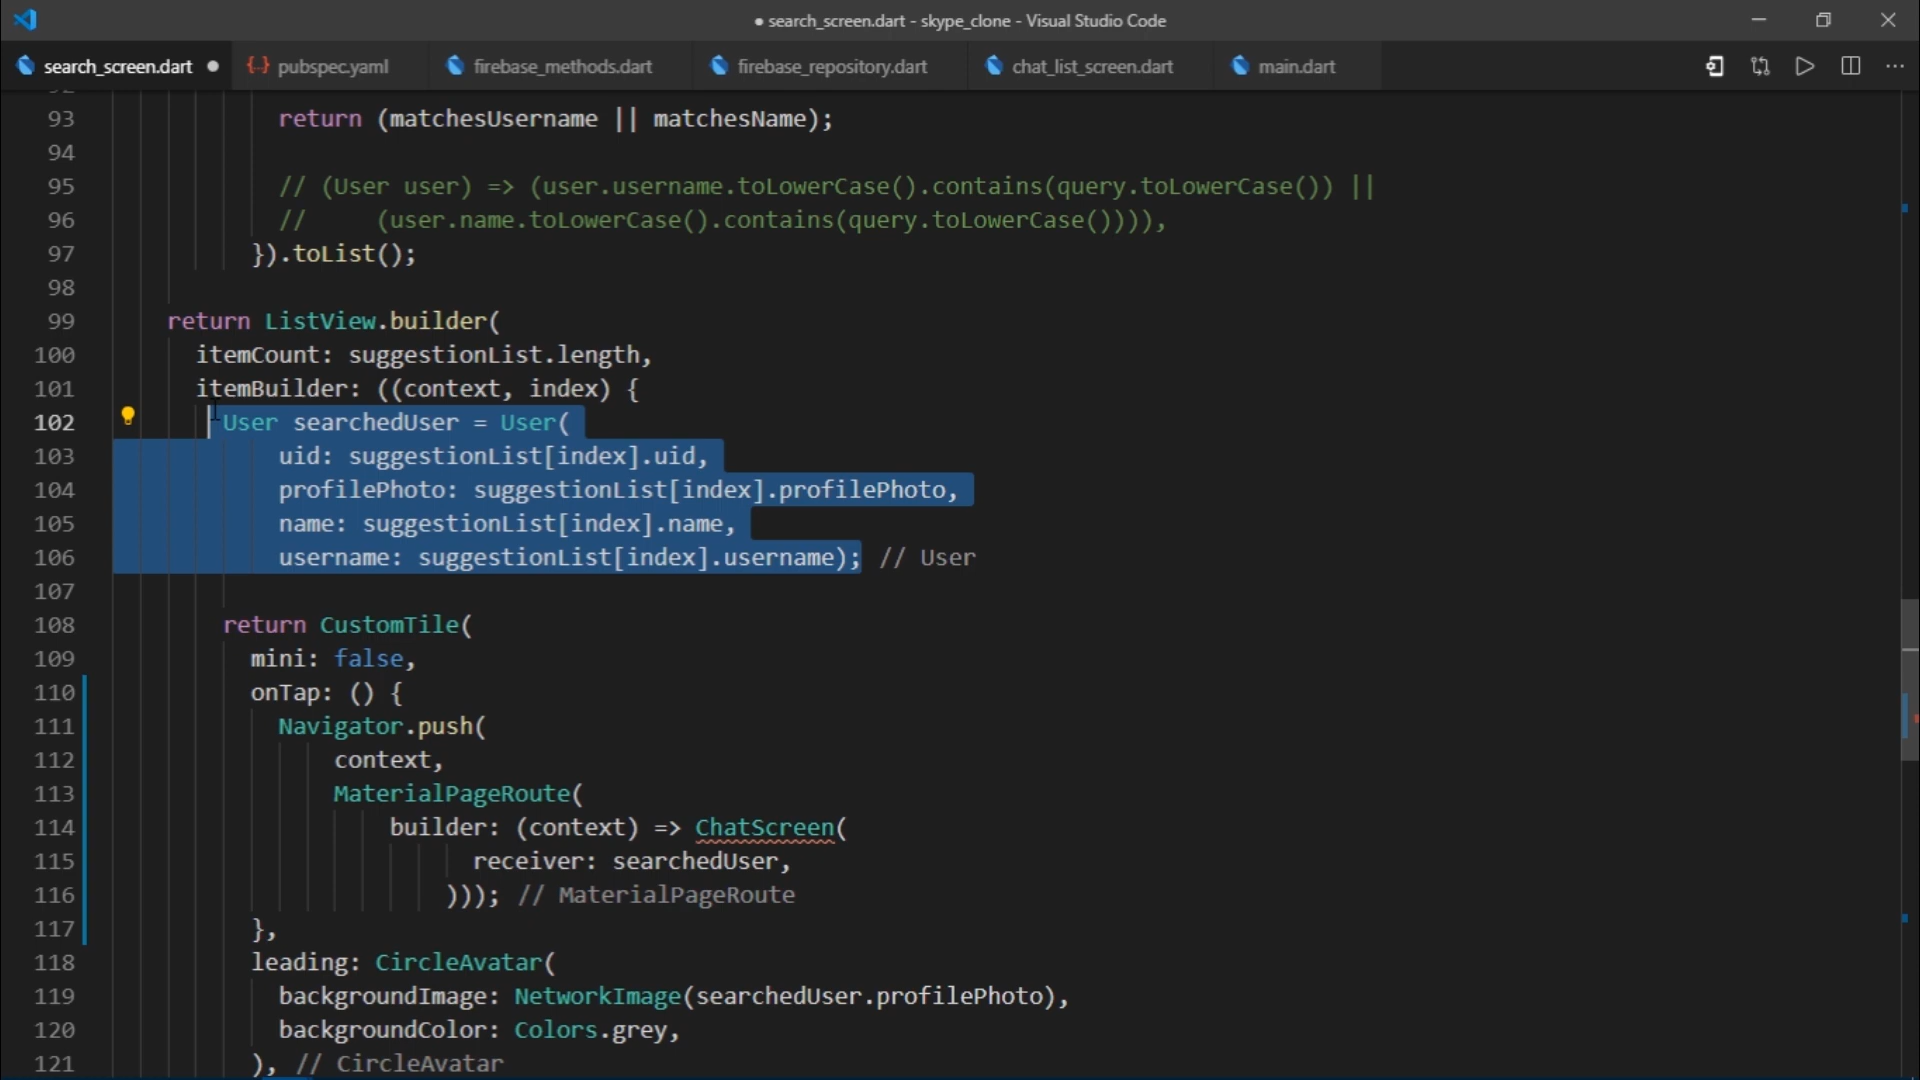 ● search_screen.dart - skype_clone - Visual Studio Code
search_screen.dart ● {..} pubspec.yaml firebase_methods.dart firebase_repository.dart chat_list_screen.dart main.dart ...
93 return (matchesUsername || matchesName);
94
95 // (User user) => (user.username.toLowerCase().contains(query.toLowerCase()) ||
96 //     (user.name.toLowerCase().contains(query.toLowerCase()))),
97 }).toList();
98
99 return ListView.builder(
100 itemCount: suggestionList.length,
101 itemBuilder: ((context, index) {
102 User searchedUser = User(
103 uid: suggestionList[index].uid,
104 profilePhoto: suggestionList[index].profilePhoto,
105 name: suggestionList[index].name,
106 username: suggestionList[index].username); // User
107
108 return CustomTile(
109 mini: false,
110 onTap: () {
111 Navigator.push(
112 context,
113 MaterialPageRoute(
114 builder: (context) => ChatScreen(
115 receiver: searchedUser,
116 ))); // MaterialPageRoute
117 },
118 leading: CircleAvatar(
119 backgroundImage: NetworkImage(searchedUser.profilePhoto),
120 backgroundColor: Colors.grey,
121 ), // CircleAvatar